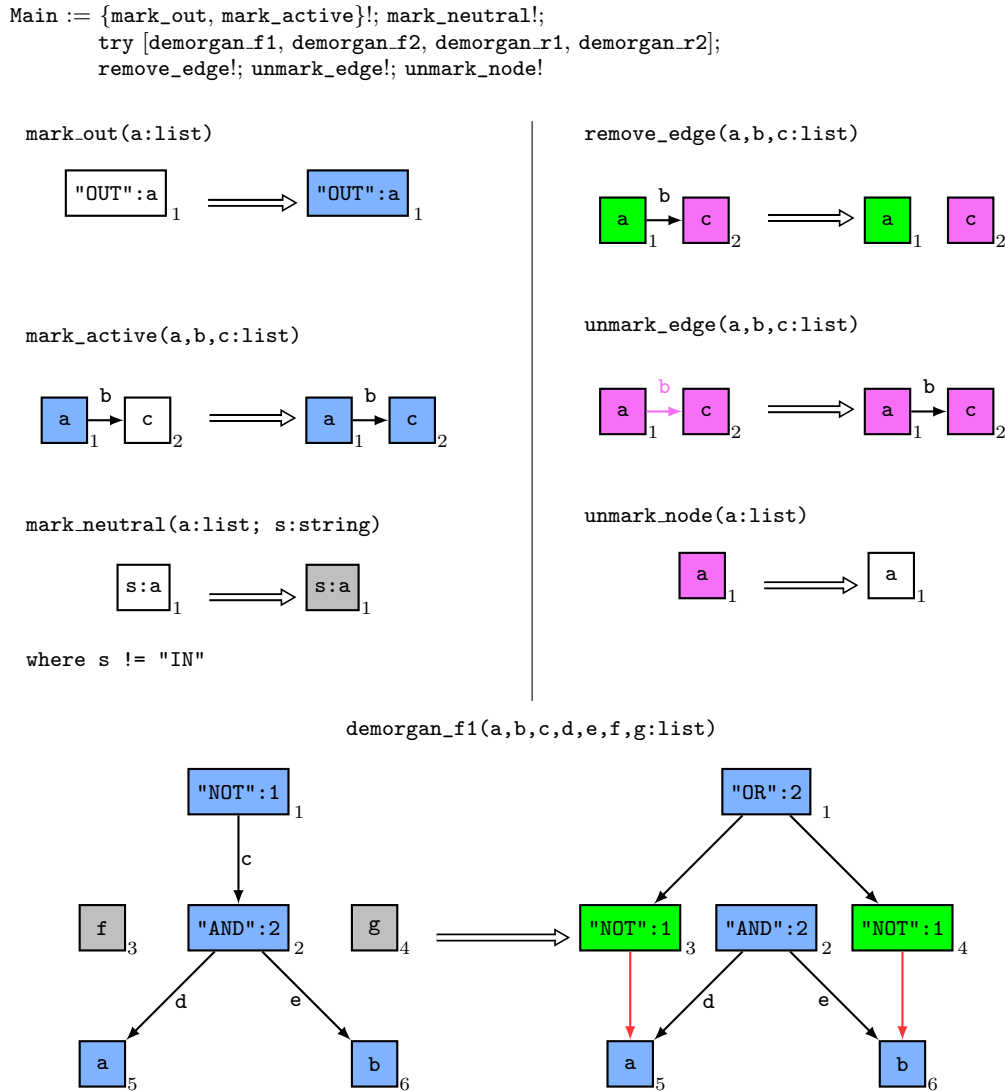 Main := {mark_out, mark_active}!; mark_neutral!;
try [demorgan_f1, demorgan_f2, demorgan_r1, demorgan_r2];
remove_edge!; unmark_edge!; unmark_node!
mark_out(a:list)
"OUT":a
1
"OUT":a
1
mark_active(a,b,c:list)
a
1
b
c
2
a
1
b
c
2
mark_neutral(a:list; s:string)
s:a
1
s:a
1
where s != "IN"
remove_edge(a,b,c:list)
a
1
b
c
2
a
1
c
2
unmark_edge(a,b,c:list)
a
1
b
c
2
a
1
b
c
2
unmark_node(a:list)
a
1
a
1
demorgan_f1(a,b,c,d,e,f,g:list)
"NOT":1
1
c
f
3
"AND":2
2
g
4
d
e
a
5
b
6
"OR":2
1
"NOT":1
3
"AND":2
2
"NOT":1
4
d
e
a
5
b
6